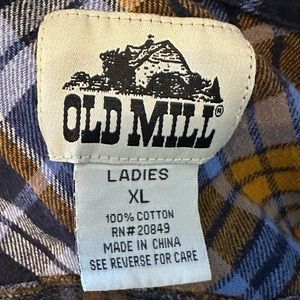 OLD MILL®
LADIES
XL
100% COTTON
RN#20849
MADE IN CHINA
SEE REVERSE FOR CARE